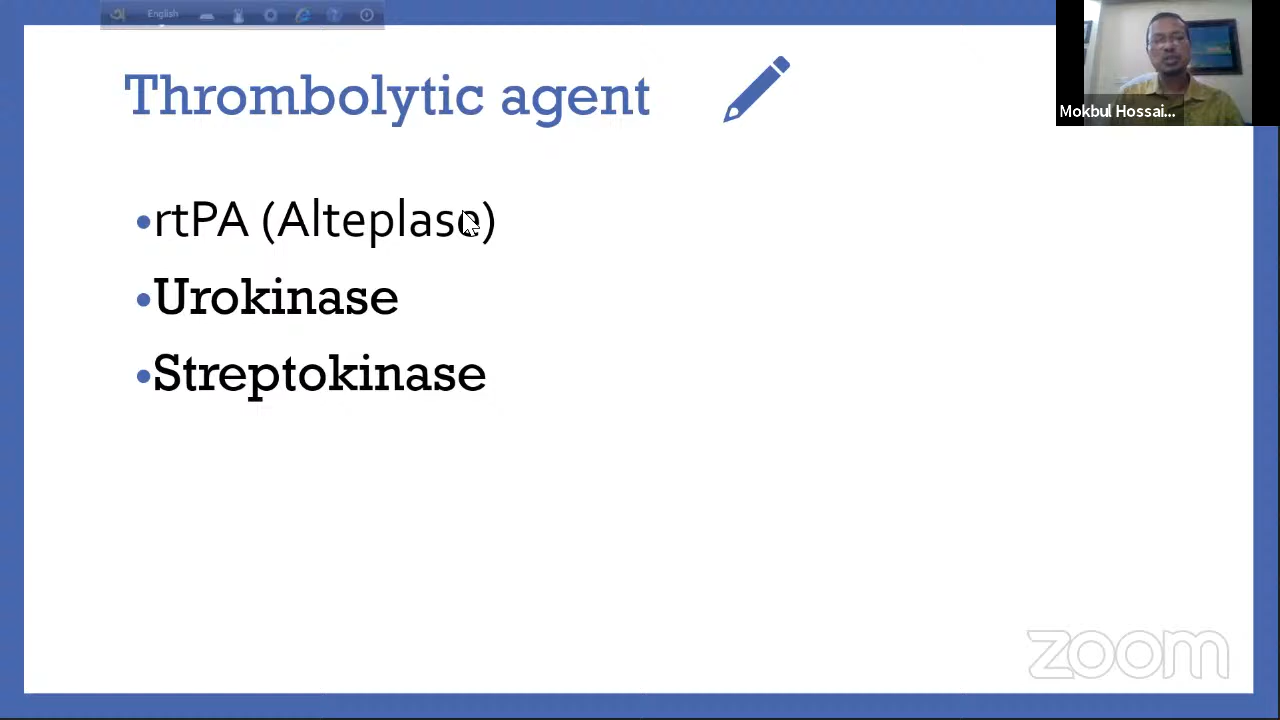 English
Thrombolytic agent
Mokbul Hossai...
•rtPA (Alteplase)
•Urokinase
•Streptokinase
zoom